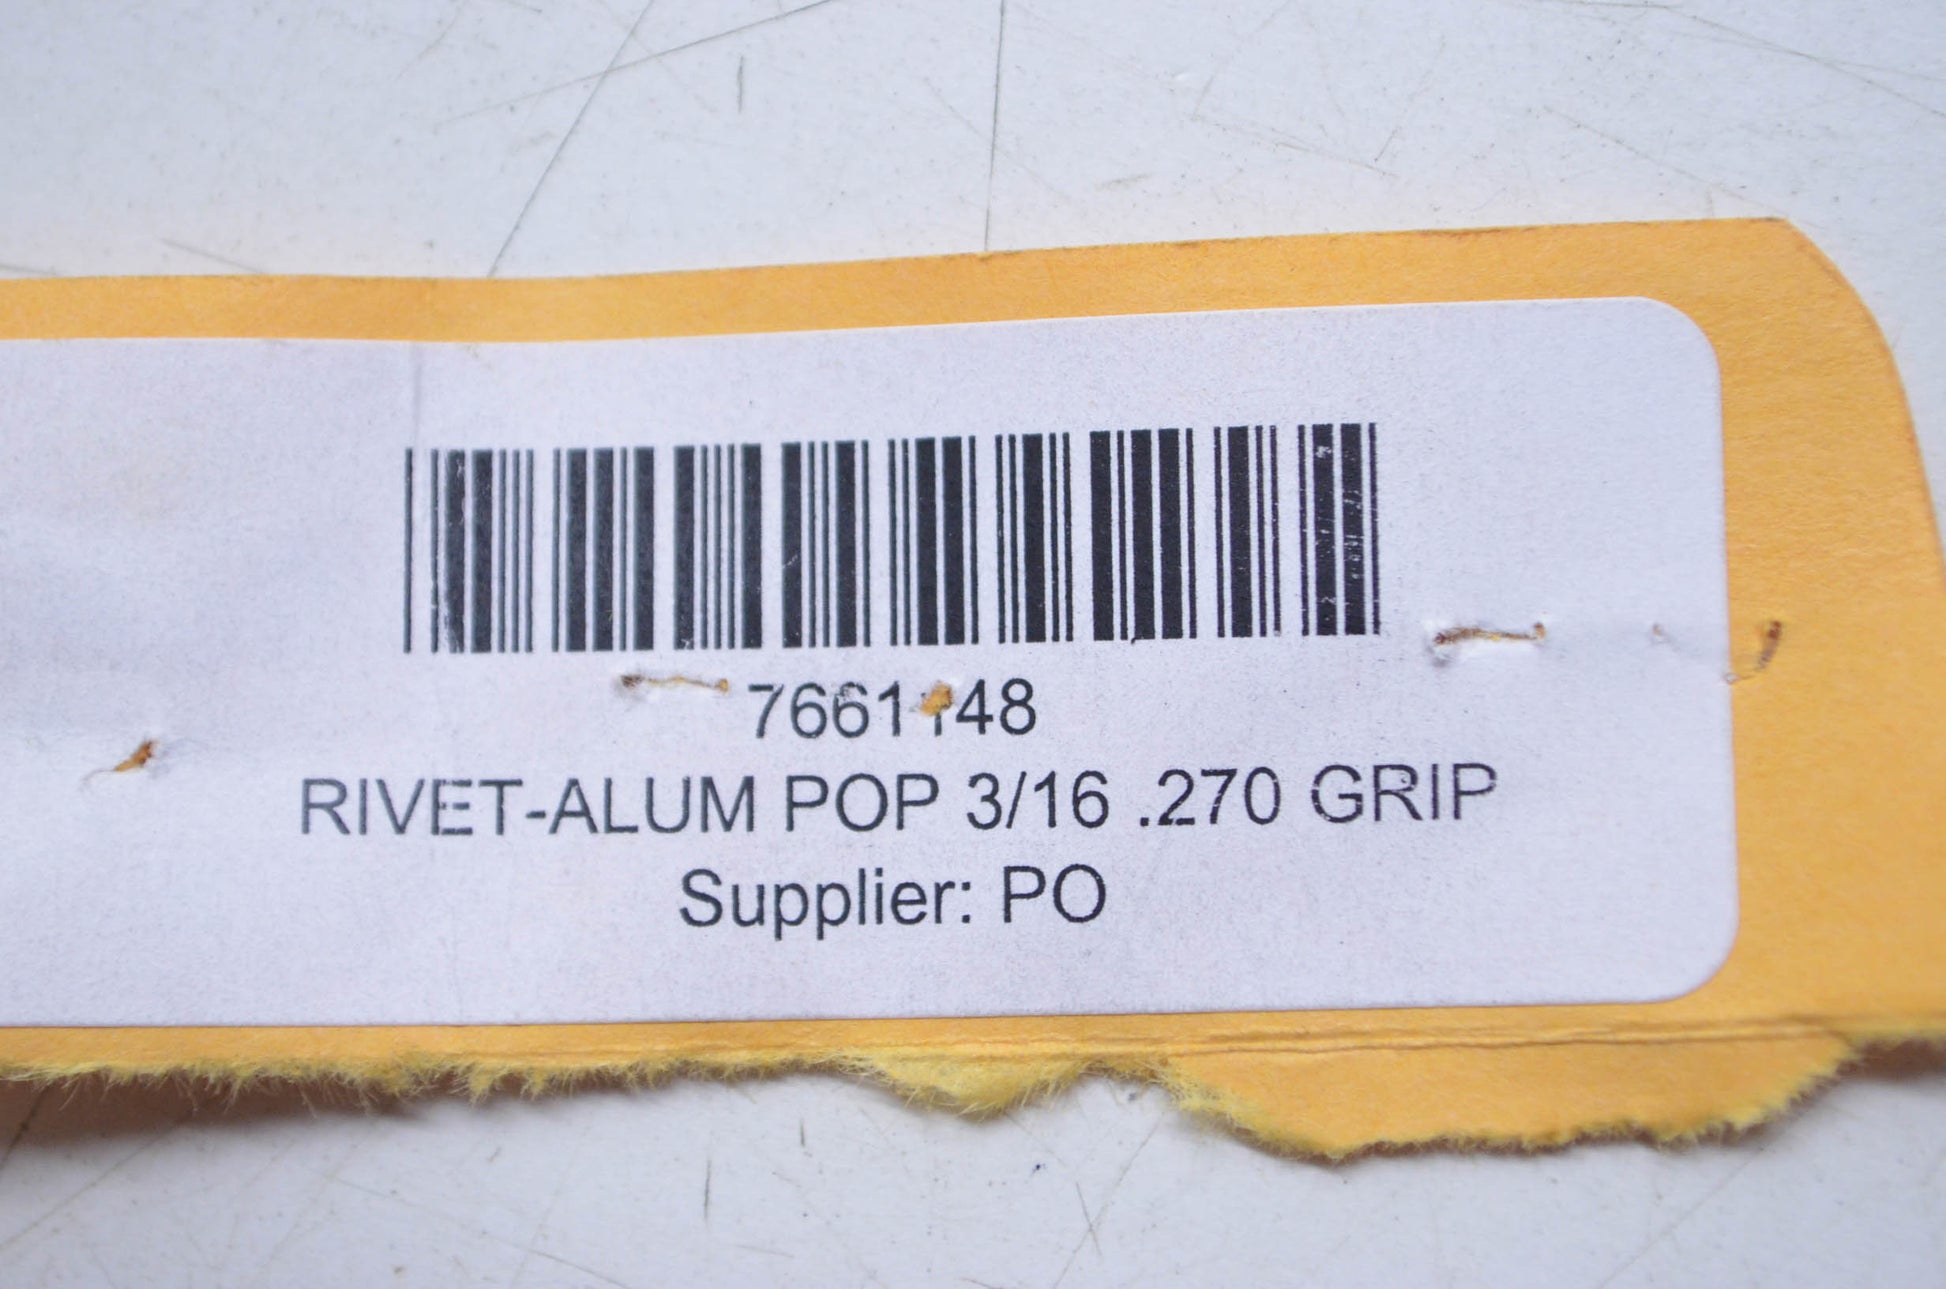 7661148
RIVET-ALUM POP 3/16 .270 GRIP
Supplier: PO